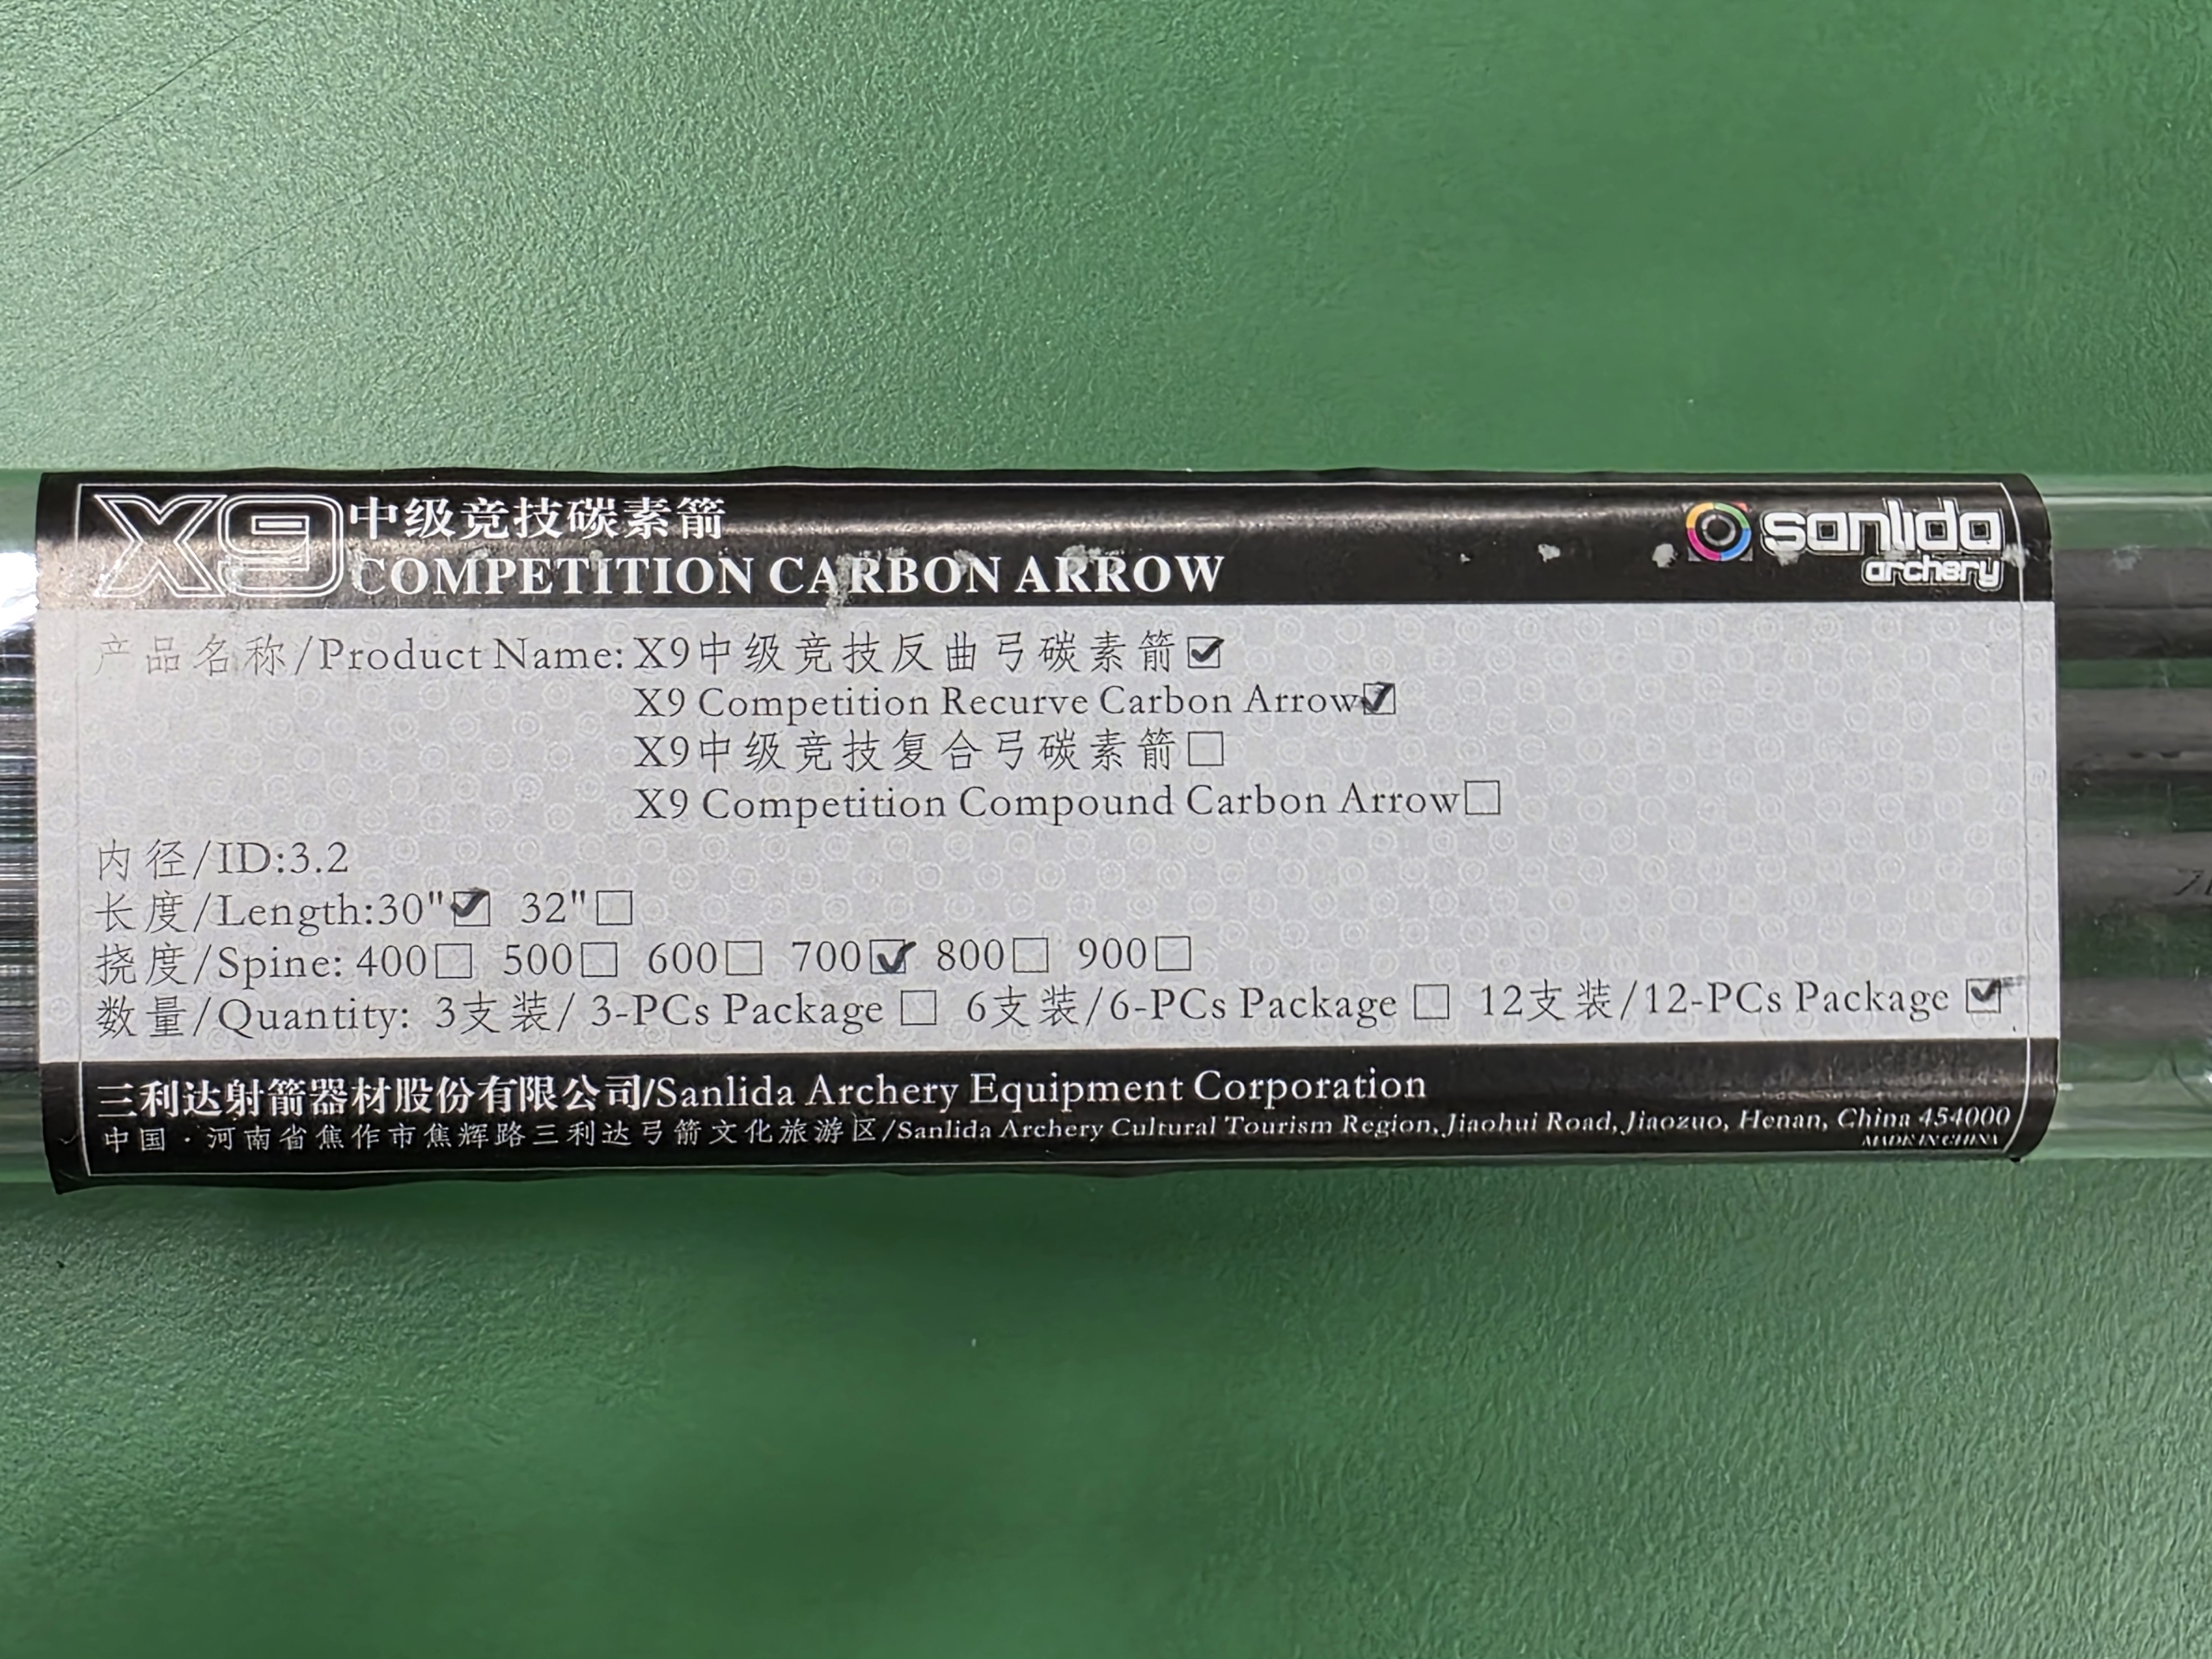 X9 中级竞技碳素箭
COMPETITION CARBON ARROW
sanlida
archery
产品名称/Product Name: X9中级竞技反曲弓碳素箭☑
X9 Competition Recurve Carbon Arrow☑
X9中级竞技复合弓碳素箭☐
X9 Competition Compound Carbon Arrow☐
内径/ID:3.2
长度/Length:30"☑ 32"☐
挠度/Spine: 400☐ 500☐ 600☐ 700☑ 800☐ 900☐
数量/Quantity: 3支装/ 3-PCs Package ☐ 6支装/6-PCs Package ☐ 12支装/12-PCs Package ☑
三利达射箭器材股份有限公司/Sanlida Archery Equipment Corporation
中国·河南省焦作市焦辉路三利达弓箭文化旅游区/Sanlida Archery Cultural Tourism Region, Jiaohui Road, Jiaozuo, Henan, China 454000
MADE IN CHINA